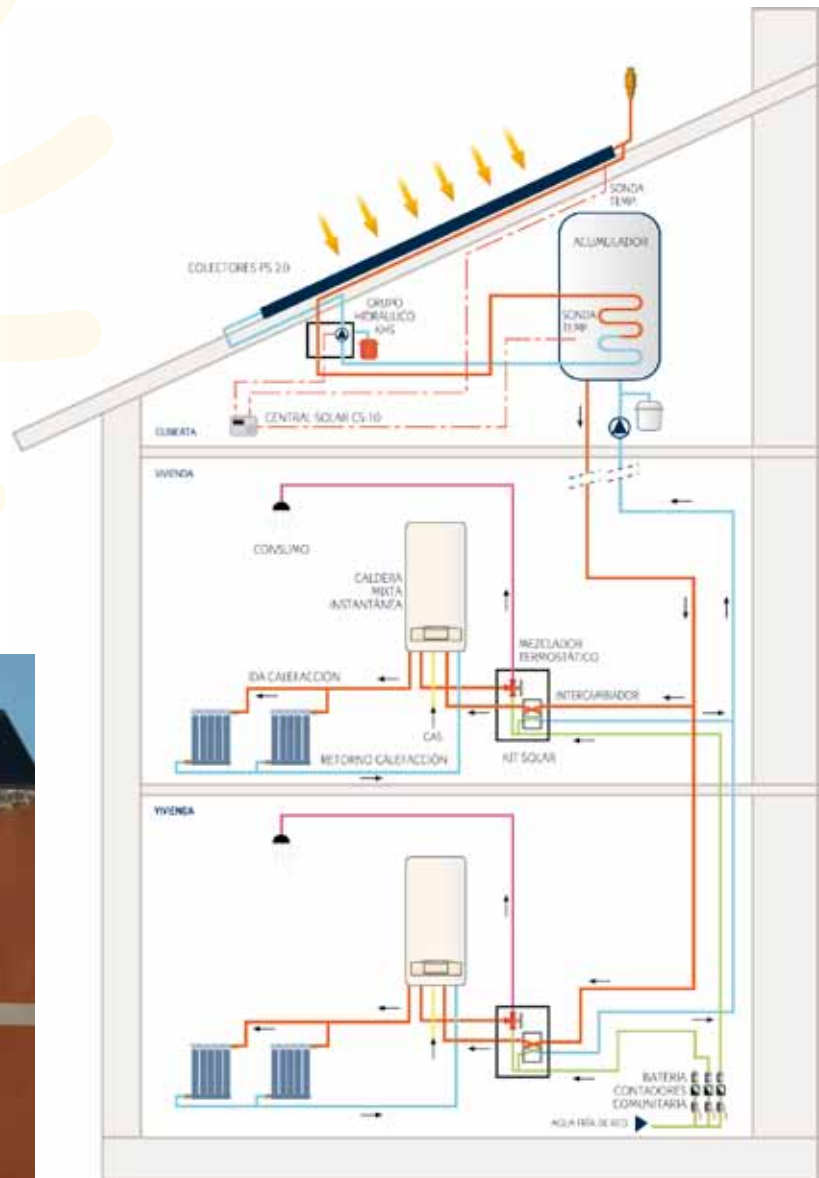 SONDA
TEMP.
ACUMULADOR
COLECTORES PS 2.0
GRUPO
HIDRÁULICO
KHS
SONDA
TEMP.
CENTRAL SOLAR CS 10
CUBIERTA
VIVIENDA
CONSUMO
CALDERA
MIXTA
INSTANTÁNEA
MEZCLADOR
TERMOSTÁTICO
IDA CALEFACCIÓN
INTERCAMBIADOR
GAS
RETORNO CALEFACCIÓN
KIT SOLAR
VIVIENDA
BATERÍA
CONTADORES
COMUNITARIA
AGUA FRÍA DE RED